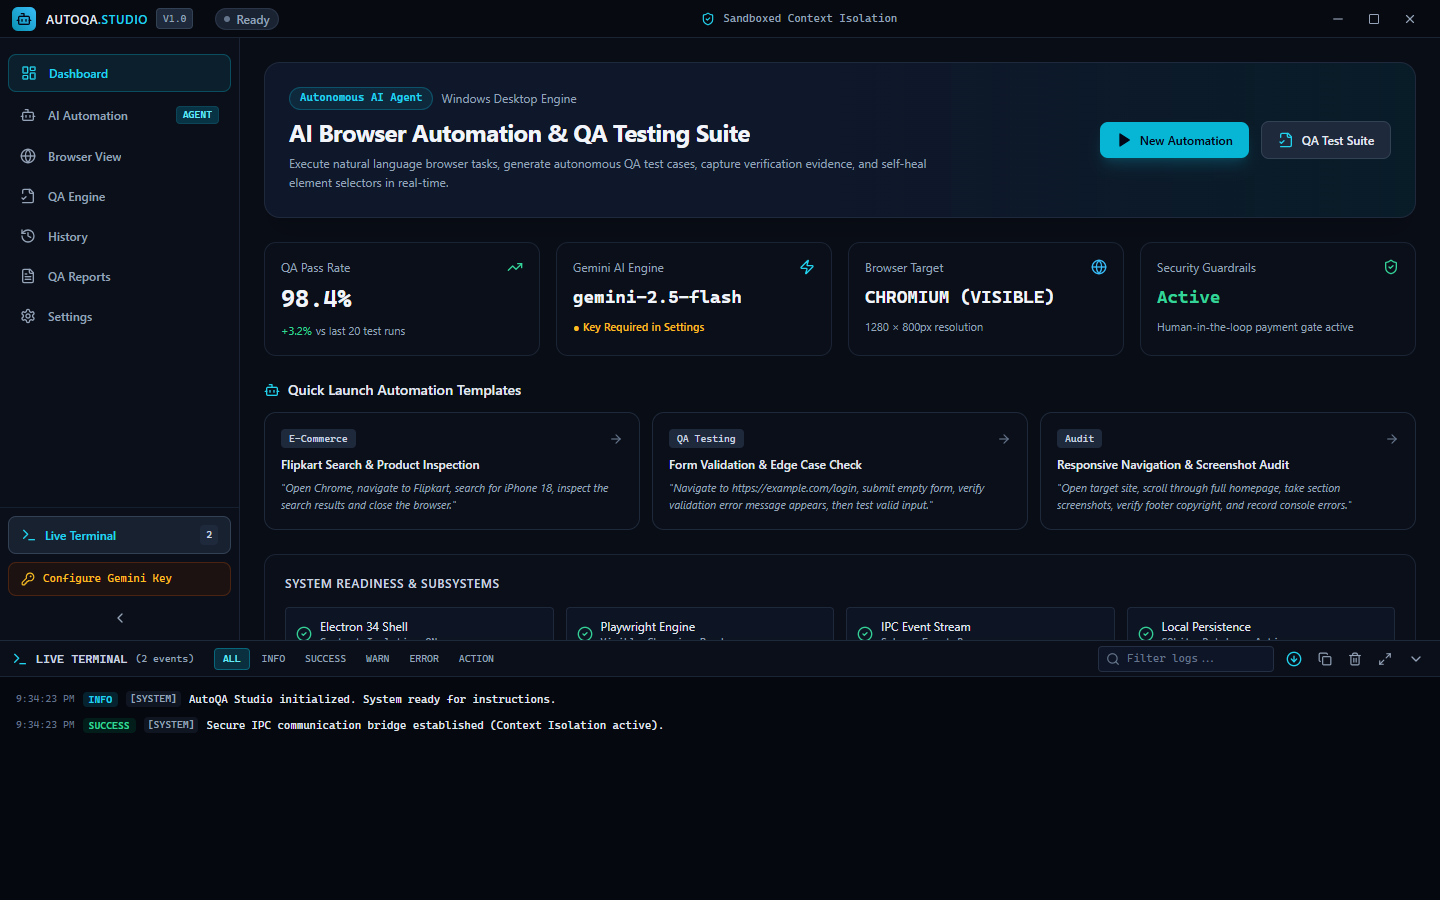 AUTOQA.STUDIO V1.0 Ready
Sandboxed Context Isolation
Dashboard
AI Automation AGENT
Browser View
QA Engine
History
QA Reports
Settings
Live Terminal 2
Configure Gemini Key
Autonomous AI Agent Windows Desktop Engine
AI Browser Automation & QA Testing Suite
Execute natural language browser tasks, generate autonomous QA test cases, capture verification evidence, and self-heal
element selectors in real-time.
New Automation
QA Test Suite
QA Pass Rate
98.4%
+3.2% vs last 20 test runs
Gemini AI Engine
gemini-2.5-flash
● Key Required in Settings
Browser Target
CHROMIUM (VISIBLE)
1280 × 800px resolution
Security Guardrails
Active
Human-in-the-loop payment gate active
Quick Launch Automation Templates
E-Commerce
Flipkart Search & Product Inspection
"Open Chrome, navigate to Flipkart, search for iPhone 18, inspect the
search results and close the browser."
QA Testing
Form Validation & Edge Case Check
"Navigate to https://example.com/login, submit empty form, verify
validation error message appears, then test valid input."
Audit
Responsive Navigation & Screenshot Audit
"Open target site, scroll through full homepage, take section
screenshots, verify footer copyright, and record console errors."
SYSTEM READINESS & SUBSYSTEMS
Electron 34 Shell
Playwright Engine
IPC Event Stream
Local Persistence
LIVE TERMINAL (2 events) ALL INFO SUCCESS WARN ERROR ACTION
Filter logs...
9:34:23 PM INFO [SYSTEM] AutoQA Studio initialized. System ready for instructions.
9:34:23 PM SUCCESS [SYSTEM] Secure IPC communication bridge established (Context Isolation active).